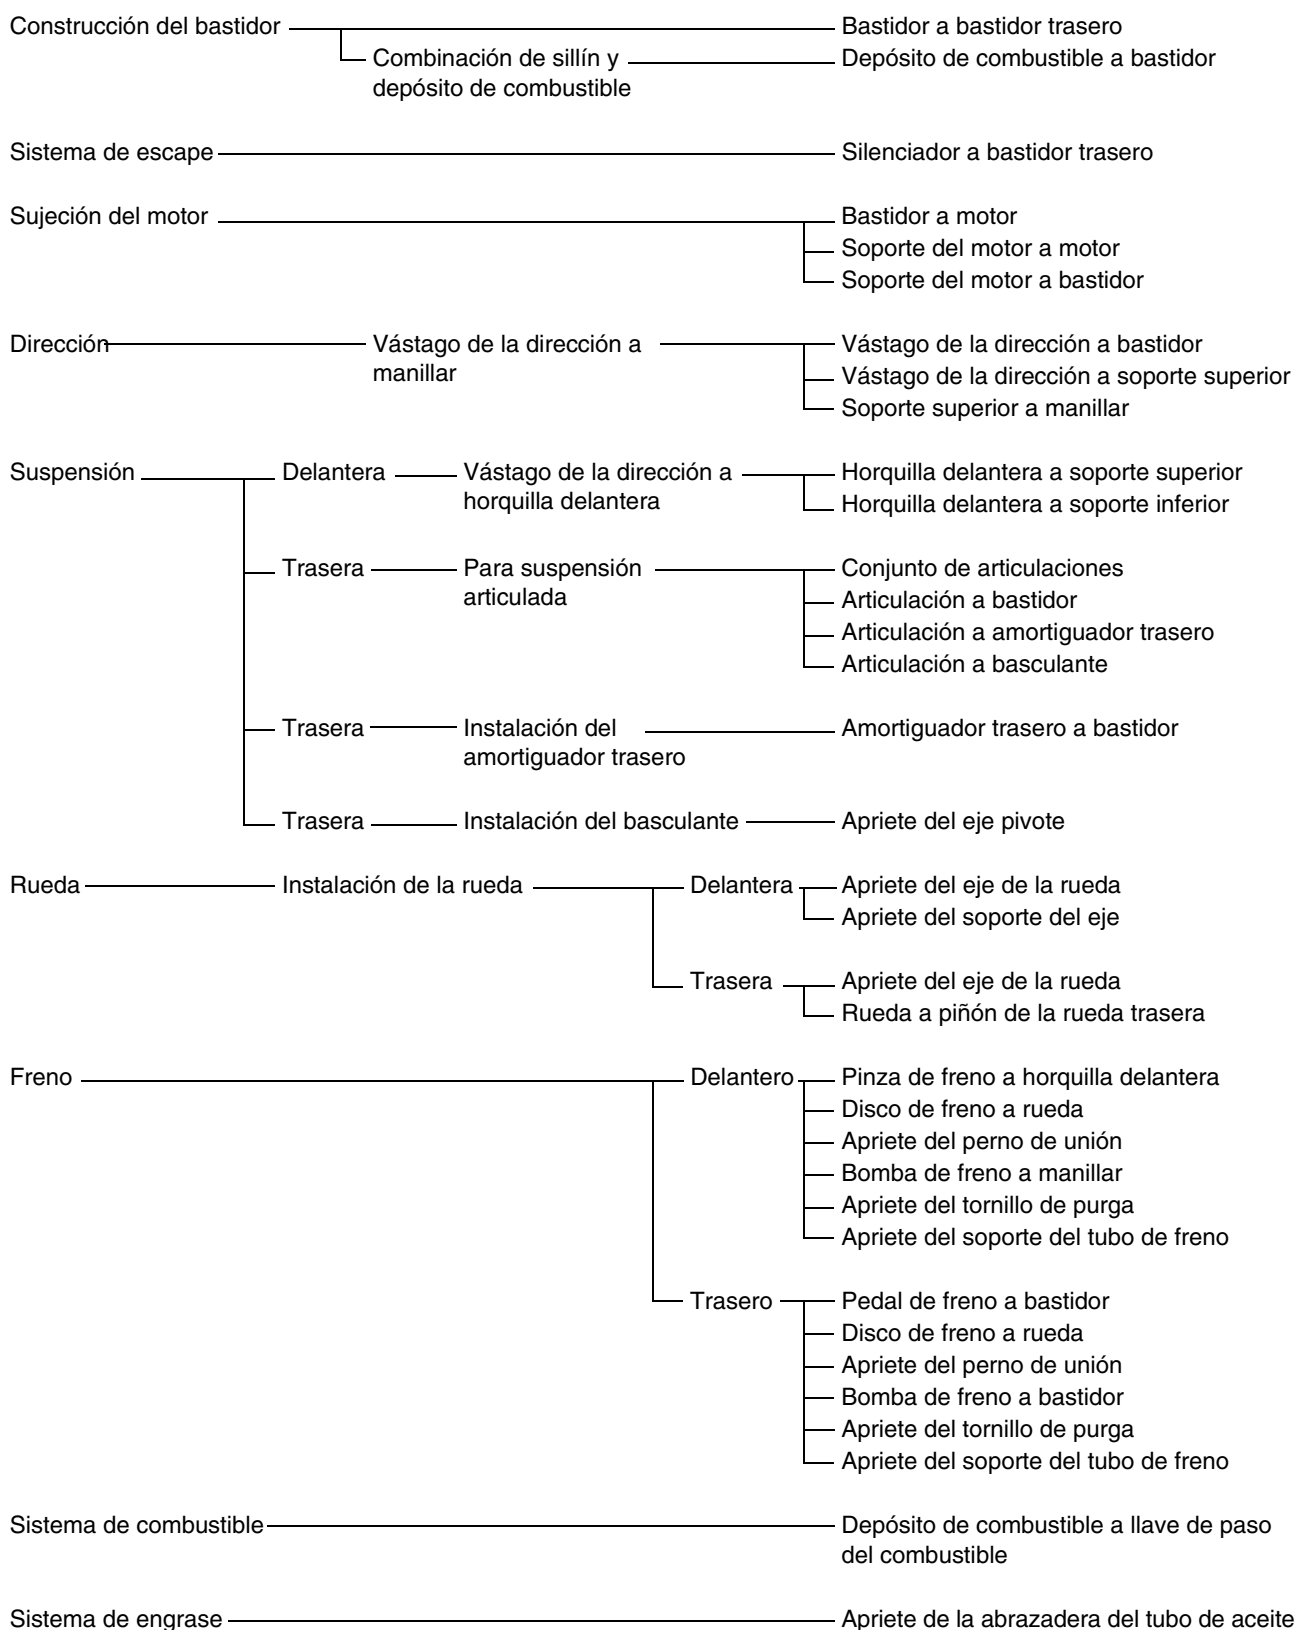 Construcción del bastidor Bastidor a bastidor trasero
Combinación de sillín y Depósito de combustible a bastidor
depósito de combustible
Sistema de escape Silenciador a bastidor trasero
Sujeción del motor Bastidor a motor
Soporte del motor a motor
Soporte del motor a bastidor
Dirección Vástago de la dirección a Vástago de la dirección a bastidor
manillar Vástago de la dirección a soporte superior
Soporte superior a manillar
Suspensión Delantera Vástago de la dirección a Horquilla delantera a soporte superior
horquilla delantera Horquilla delantera a soporte inferior
Trasera Para suspensión Conjunto de articulaciones
articulada Articulación a bastidor
Articulación a amortiguador trasero
Articulación a basculante
Trasera Instalación del Amortiguador trasero a bastidor
amortiguador trasero
Trasera Instalación del basculante Apriete del eje pivote
Rueda Instalación de la rueda Delantera Apriete del eje de la rueda
Apriete del soporte del eje
Trasera Apriete del eje de la rueda
Rueda a piñón de la rueda trasera
Freno Delantero Pinza de freno a horquilla delantera
Disco de freno a rueda
Apriete del perno de unión
Bomba de freno a manillar
Apriete del tornillo de purga
Apriete del soporte del tubo de freno
Trasero Pedal de freno a bastidor
Disco de freno a rueda
Apriete del perno de unión
Bomba de freno a bastidor
Apriete del tornillo de purga
Apriete del soporte del tubo de freno
Sistema de combustible Depósito de combustible a llave de paso
del combustible
Sistema de engrase Apriete de la abrazadera del tubo de aceite